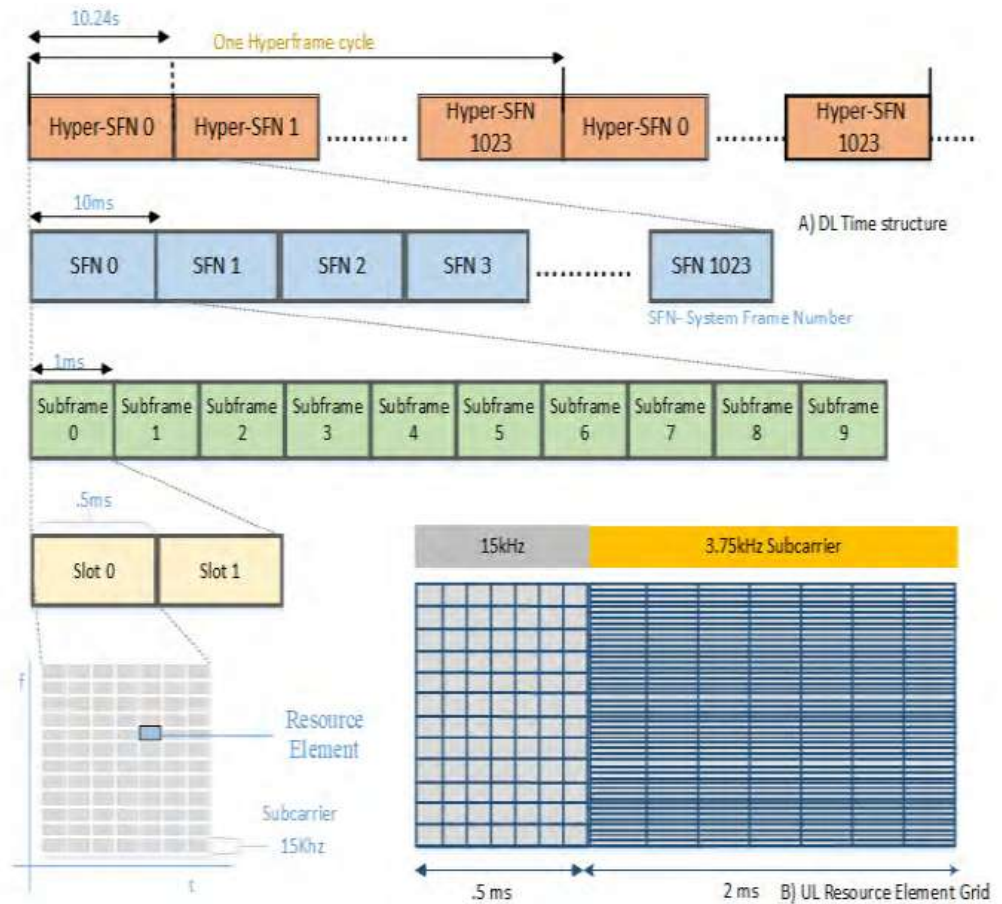 10.24s
One Hyperframe cycle
Hyper-SFN 0
Hyper-SFN 1
Hyper-SFN
1023
Hyper-SFN 0
Hyper-SFN
1023
10ms
A) DL Time structure
SFN 0
SFN 1
SFN 2
SFN 3
SFN 1023
SFN- System Frame Number
1ms
Subframe
0
Subframe
1
Subframe
2
Subframe
3
Subframe
4
Subframe
5
Subframe
6
Subframe
7
Subframe
8
Subframe
9
.5ms
Slot 0
Slot 1
15kHz
3.75kHz Subcarrier
f
Resource
Element
Subcarrier
15Khz
t
.5 ms
2 ms
B) UL Resource Element Grid